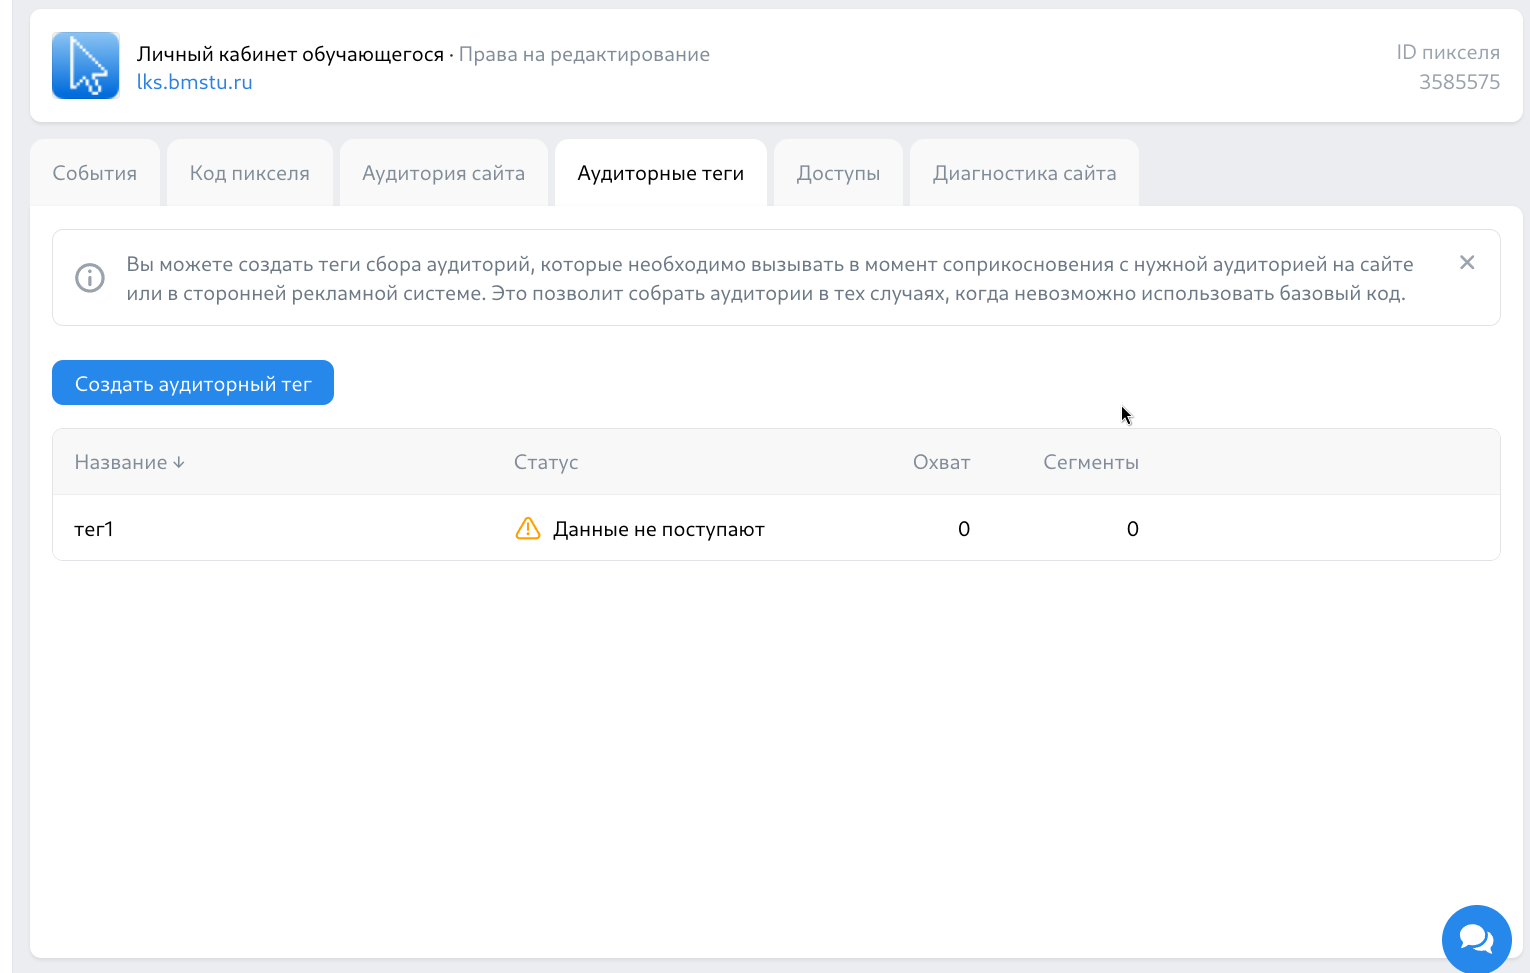 Личный кабинет обучающегося · Права на редактирование
lks.bmstu.ru
ID пикселя
3585575
События
Код пикселя
Аудитория сайта
Аудиторные теги
Доступы
Диагностика сайта
Вы можете создать теги сбора аудиторий, которые необходимо вызывать в момент соприкосновения с нужной аудиторией на сайте
или в сторонней рекламной системе. Это позволит собрать аудитории в тех случаях, когда невозможно использовать базовый код.
Создать аудиторный тег
Название ↓ Статус Охват Сегменты
тег1 Данные не поступают 0 0